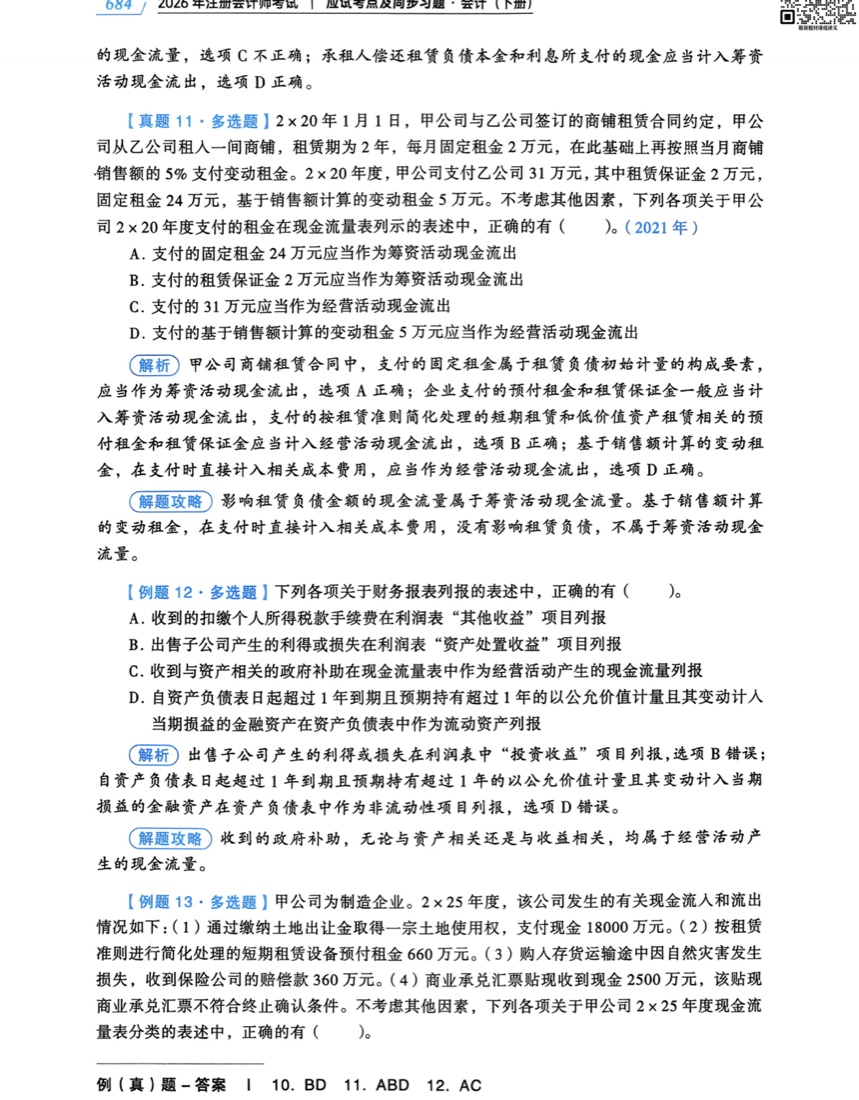 684 / 2026 年注册会计师考试 | 应试考点及同步习题·会计（下册）
的现金流量，选项 C 不正确；承租人偿还租赁负债本金和利息所支付的现金应当计入筹资
活动现金流出，选项 D 正确。
【真题 11·多选题】2×20 年 1 月 1 日，甲公司与乙公司签订的商铺租赁合同约定，甲公
司从乙公司租入一间商铺，租赁期为 2 年，每月固定租金 2 万元，在此基础上再按照当月商铺
销售额的 5% 支付变动租金。2×20 年度，甲公司支付乙公司 31 万元，其中租赁保证金 2 万元，
固定租金 24 万元，基于销售额计算的变动租金 5 万元。不考虑其他因素，下列各项关于甲公
司 2×20 年度支付的租金在现金流量表列示的表述中，正确的有（　　）。（2021 年）
A. 支付的固定租金 24 万元应当作为筹资活动现金流出
B. 支付的租赁保证金 2 万元应当作为筹资活动现金流出
C. 支付的 31 万元应当作为经营活动现金流出
D. 支付的基于销售额计算的变动租金 5 万元应当作为经营活动现金流出
解析 甲公司商铺租赁合同中，支付的固定租金属于租赁负债初始计量的构成要素，
应当作为筹资活动现金流出，选项 A 正确；企业支付的预付租金和租赁保证金一般应当计
入筹资活动现金流出，支付的按租赁准则简化处理的短期租赁和低价值资产租赁相关的预
付租金和租赁保证金应当计入经营活动现金流出，选项 B 正确；基于销售额计算的变动租
金，在支付时直接计入相关成本费用，应当作为经营活动现金流出，选项 D 正确。
解题攻略 影响租赁负债金额的现金流量属于筹资活动现金流量。基于销售额计算
的变动租金，在支付时直接计入相关成本费用，没有影响租赁负债，不属于筹资活动现金
流量。
【例题 12·多选题】下列各项关于财务报表列报的表述中，正确的有（　　）。
A. 收到的扣缴个人所得税款手续费在利润表“其他收益”项目列报
B. 出售子公司产生的利得或损失在利润表“资产处置收益”项目列报
C. 收到与资产相关的政府补助在现金流量表中作为经营活动产生的现金流量列报
D. 自资产负债表日起超过 1 年到期且预期持有超过 1 年的以公允价值计量且其变动计入
当期损益的金融资产在资产负债表中作为流动资产列报
解析 出售子公司产生的利得或损失在利润表中“投资收益”项目列报，选项 B 错误；
自资产负债表日起超过 1 年到期且预期持有超过 1 年的以公允价值计量且其变动计入当期
损益的金融资产在资产负债表中作为非流动性项目列报，选项 D 错误。
解题攻略 收到的政府补助，无论与资产相关还是与收益相关，均属于经营活动产
生的现金流量。
【例题 13·多选题】甲公司为制造企业。2×25 年度，该公司发生的有关现金流入和流出
情况如下：（1）通过缴纳土地出让金取得一宗土地使用权，支付现金 18000 万元。（2）按租赁
准则进行简化处理的短期租赁设备预付租金 660 万元。（3）购入存货运输途中因自然灾害发生
损失，收到保险公司的赔偿款 360 万元。（4）商业承兑汇票贴现收到现金 2500 万元，该贴现
商业承兑汇票不符合终止确认条件。不考虑其他因素，下列各项关于甲公司 2×25 年度现金流
量表分类的表述中，正确的有（　　）。
例（真）题－答案 | 10. BD 11. ABD 12. AC